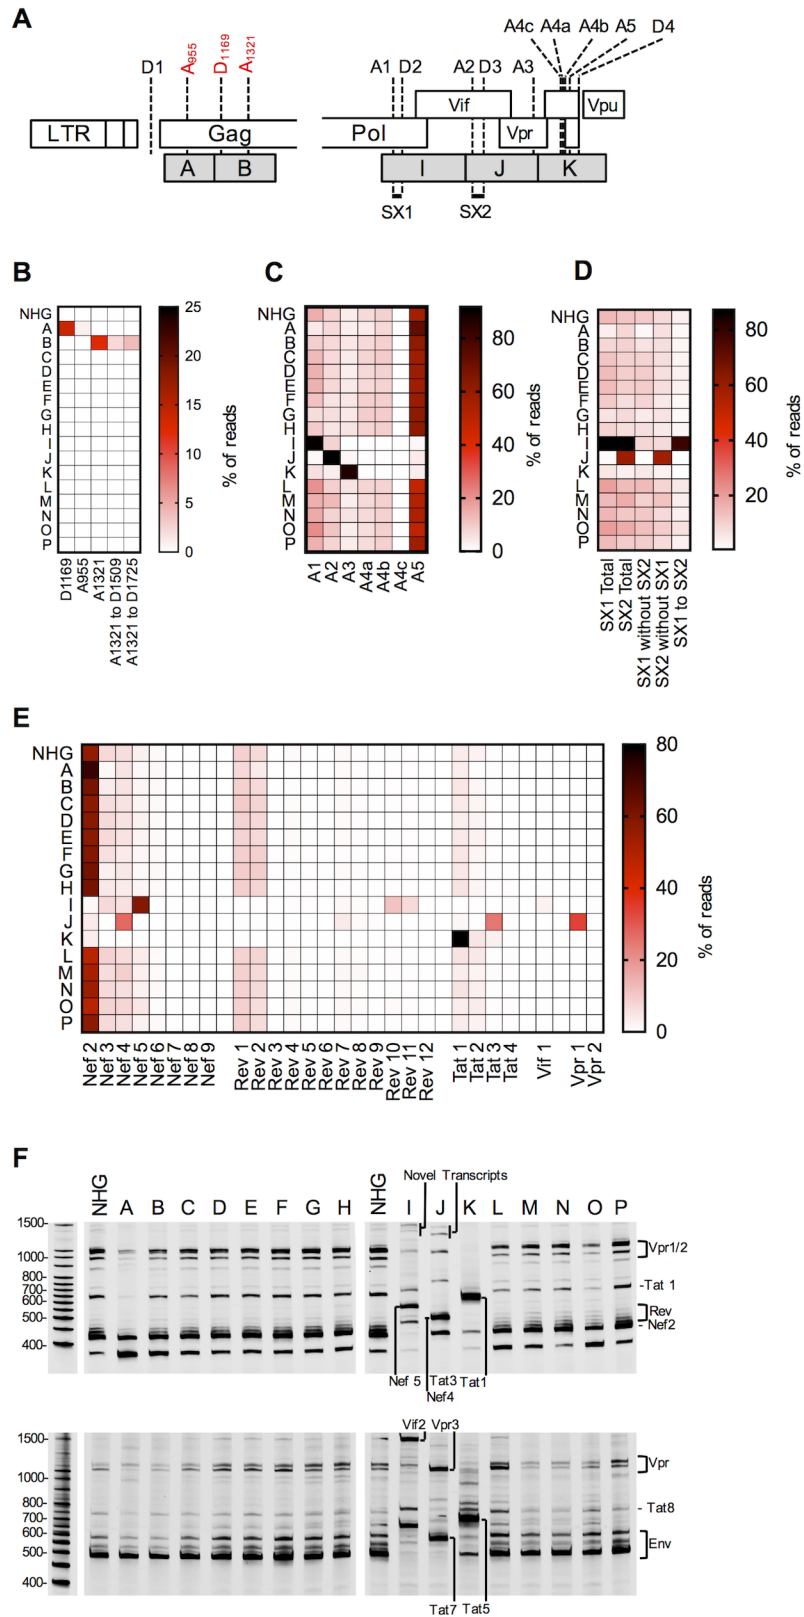 A
A4c A4a A4b A5 D4
D1 A955 D1169 A1321 A1 D2 A2 D3 A3
Vif Vpu
LTR Gag Pol Vpr
A B I J K
SX1 SX2
B
NHG
A
B
C
D
E
F
G
H
I
J
K
L
M
N
O
P
25
20
15
10
5
0
% of reads
D1169
A955
A1321
A1321 to D1509
A1321 to D1725
C
NHG
A
B
C
D
E
F
G
H
I
J
K
L
M
N
O
P
80
60
40
20
0
% of reads
A1
A2
A3
A4a
A4b
A4c
A5
D
NHG
A
B
C
D
E
F
G
H
I
J
K
L
M
N
O
P
80
60
40
20
% of reads
SX1 Total
SX2 Total
SX1 without SX2
SX2 without SX1
SX1 to SX2
E
NHG
A
B
C
D
E
F
G
H
I
J
K
L
M
N
O
P
80
60
40
20
0
% of reads
Nef 2
Nef 3
Nef 4
Nef 5
Nef 6
Nef 7
Nef 8
Nef 9
Rev 1
Rev 2
Rev 3
Rev 4
Rev 5
Rev 6
Rev 7
Rev 8
Rev 9
Rev 10
Rev 11
Rev 12
Tat 1
Tat 2
Tat 3
Tat 4
Vif 1
Vpr 1
Vpr 2
F
Novel Transcripts
NHG A B C D E F G H NHG I J K L M N O P
1500-
1000-
800-
700-
600-
500-
400-
Vpr1/2
-Tat 1
Rev
- Nef2
Nef 5 Tat3 Tat1
Nef4
Vif2 Vpr3
1500-
1000-
800-
700-
600-
500-
400-
Vpr
- Tat8
Env
Tat7 Tat5